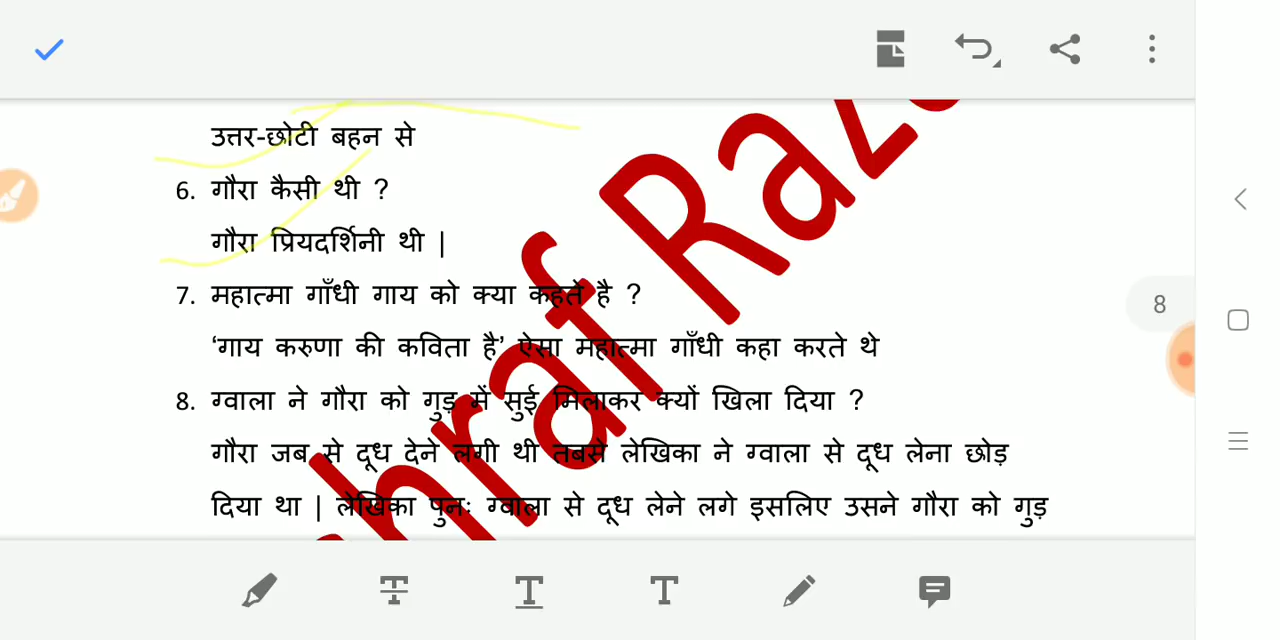 उत्तर-छोटी बहन से
6. गौरा कैसी थी ?
गौरा प्रियदर्शिनी थी |
7. महात्मा गाँधी गाय को क्या कहते है ?
‘गाय करुणा की कविता है’ ऐसा महात्मा गाँधी कहा करते थे
8
8. ग्वाला ने गौरा को गुड़ में सुई मिलाकर क्यों खिला दिया ?
गौरा जब से दूध देने लगी थी तबसे लेखिका ने ग्वाला से दूध लेना छोड़
दिया था | लेखिका पुनः ग्वाला से दूध लेने लगे इसलिए उसने गौरा को गुड़